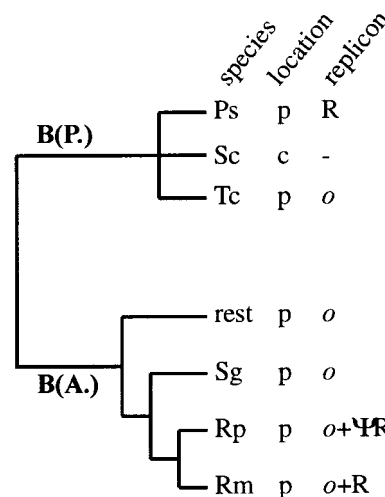 species location replicon
Ps p R
B(P.)
Sc c -
Tc p o
rest p o
B(A.)
Sg p o
Rp p o+ΨR
Rm p o+R